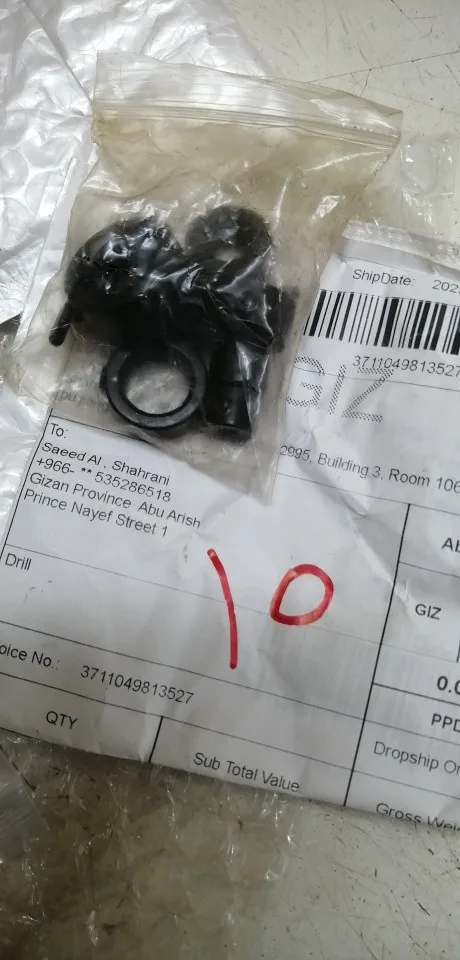 ShipDate: 202
3711049813527
GIZ
2995, Building.3, Room 106
To:
Saeed Al . Shahrani
+966- ** 535286518
Gizan Province Abu Arish
Prince Nayef Street 1
Drill
10
GIZ
0.0
oice No.: 3711049813527
PPD
QTY
Sub Total Value
Dropship Or
Gross Wei